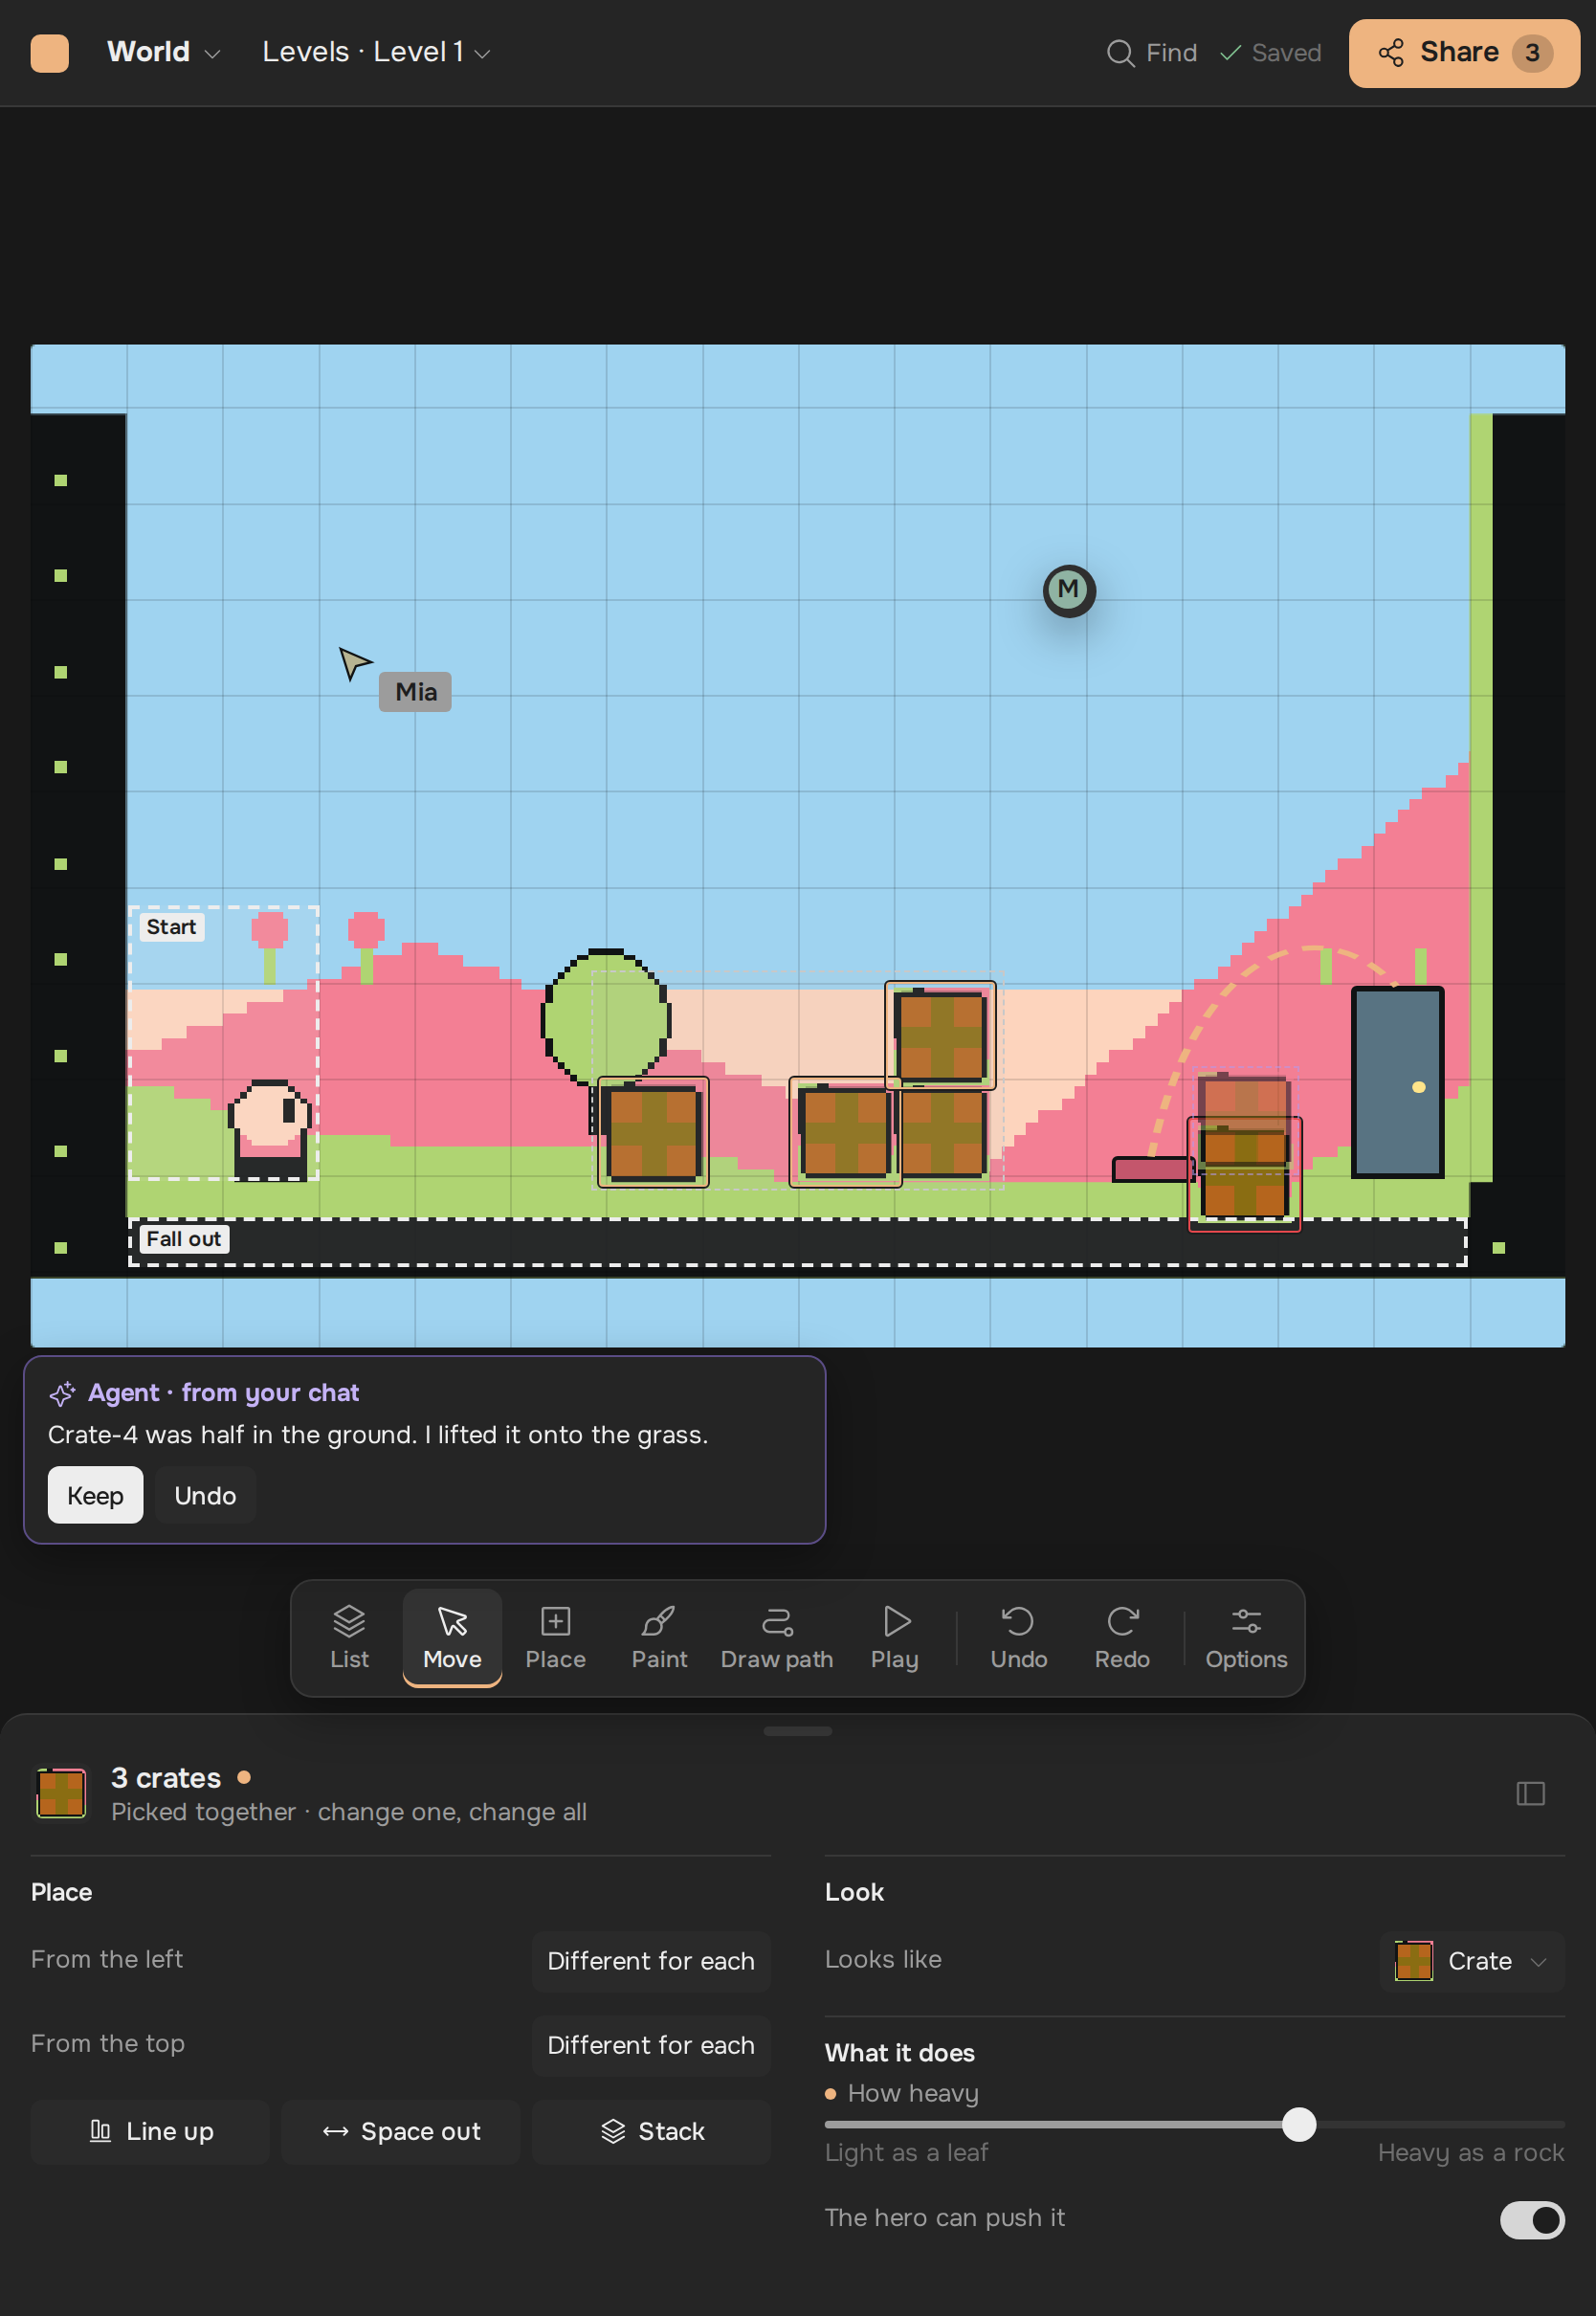 World
Levels · Level 1
Find
Saved
Share 3
M
Mia
Start
Fall out
Agent · from your chat
Crate-4 was half in the ground. I lifted it onto the grass.
Keep
Undo
List
Move
Place
Paint
Draw path
Play
Undo
Redo
Options
3 crates
Picked together · change one, change all
Place
From the left
Different for each
From the top
Different for each
Line up
Space out
Stack
Look
Looks like
Crate
What it does
How heavy
Light as a leaf
Heavy as a rock
The hero can push it